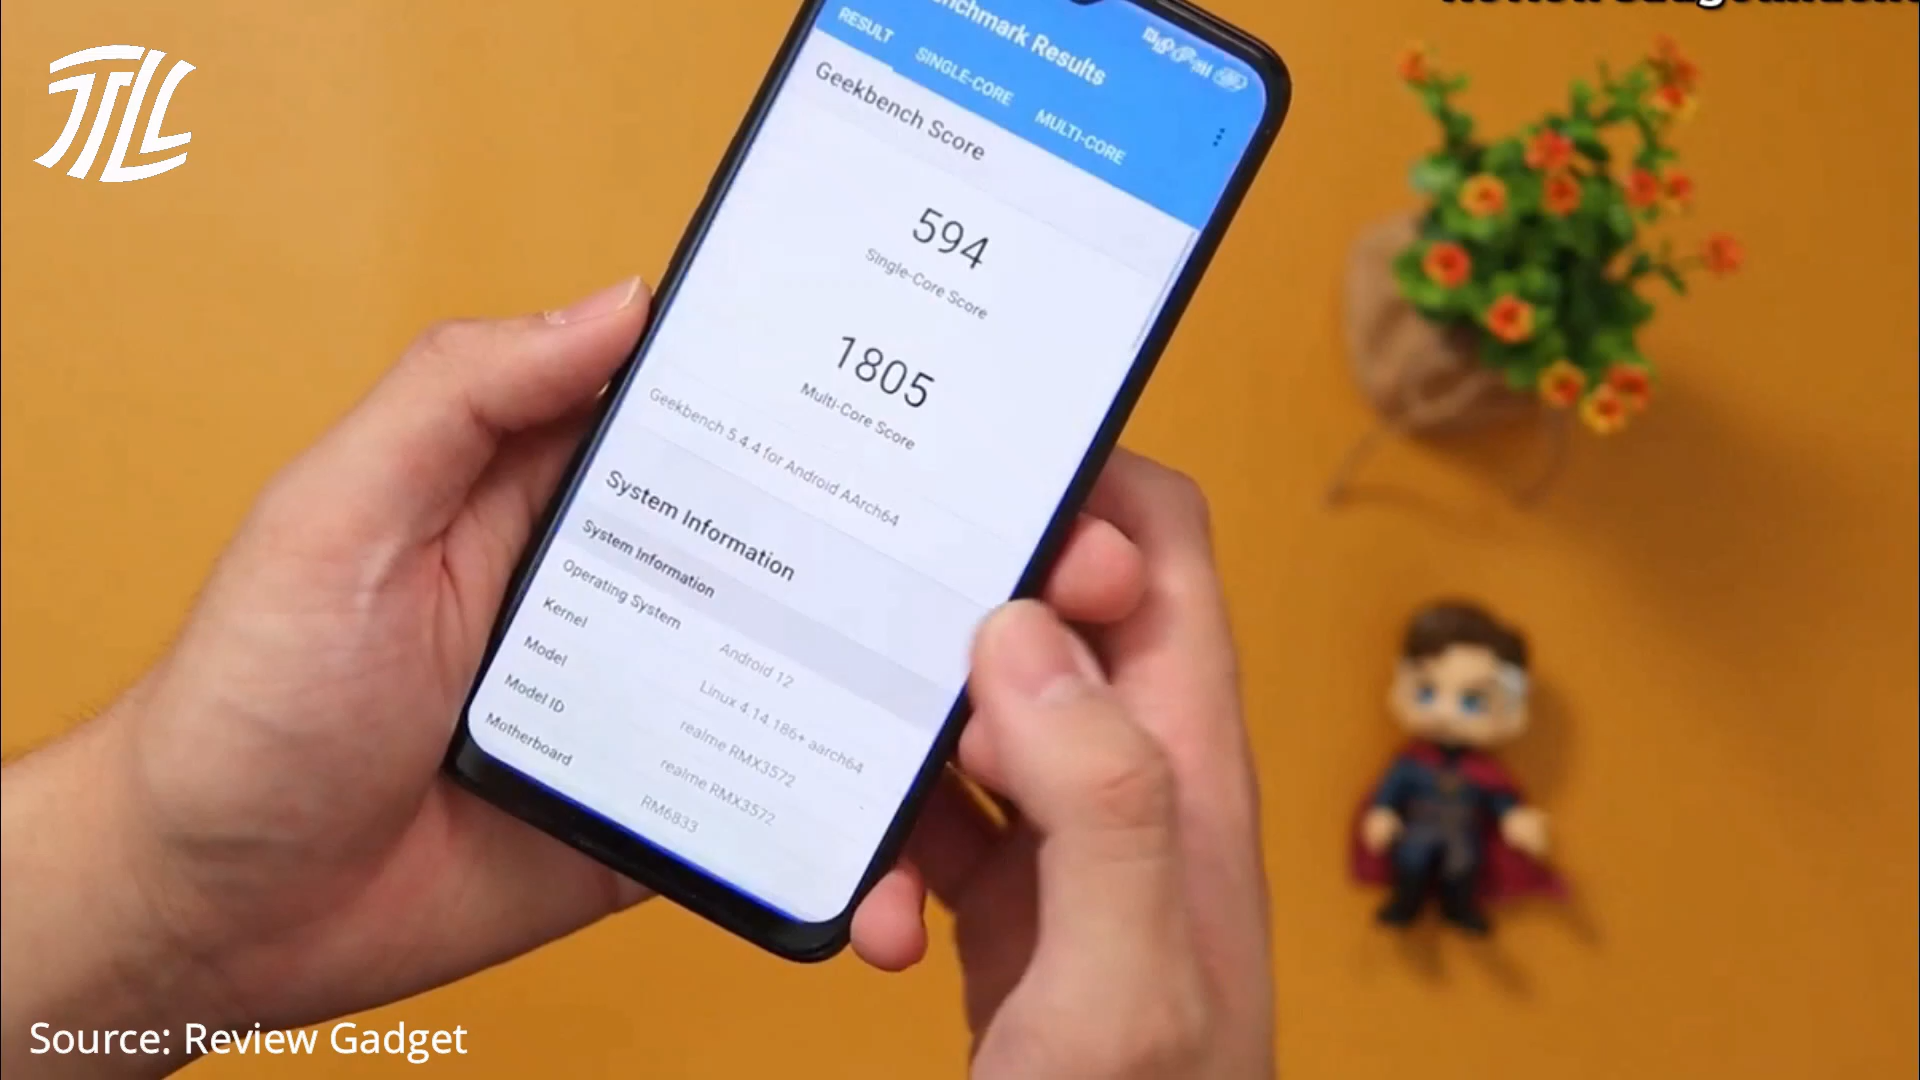 Benchmark Results
RESULT
SINGLE-CORE
MULTI-CORE
Geekbench Score
594
Single-Core Score
1805
Multi-Core Score
Geekbench 5.4.4 for Android AArch64
System Information
System Information
Operating System
Android 12
Kernel
Linux 4.14.186+ aarch64
Model
realme RMX3572
Model ID
realme RMX3572
Motherboard
RM6833
Source: Review Gadget